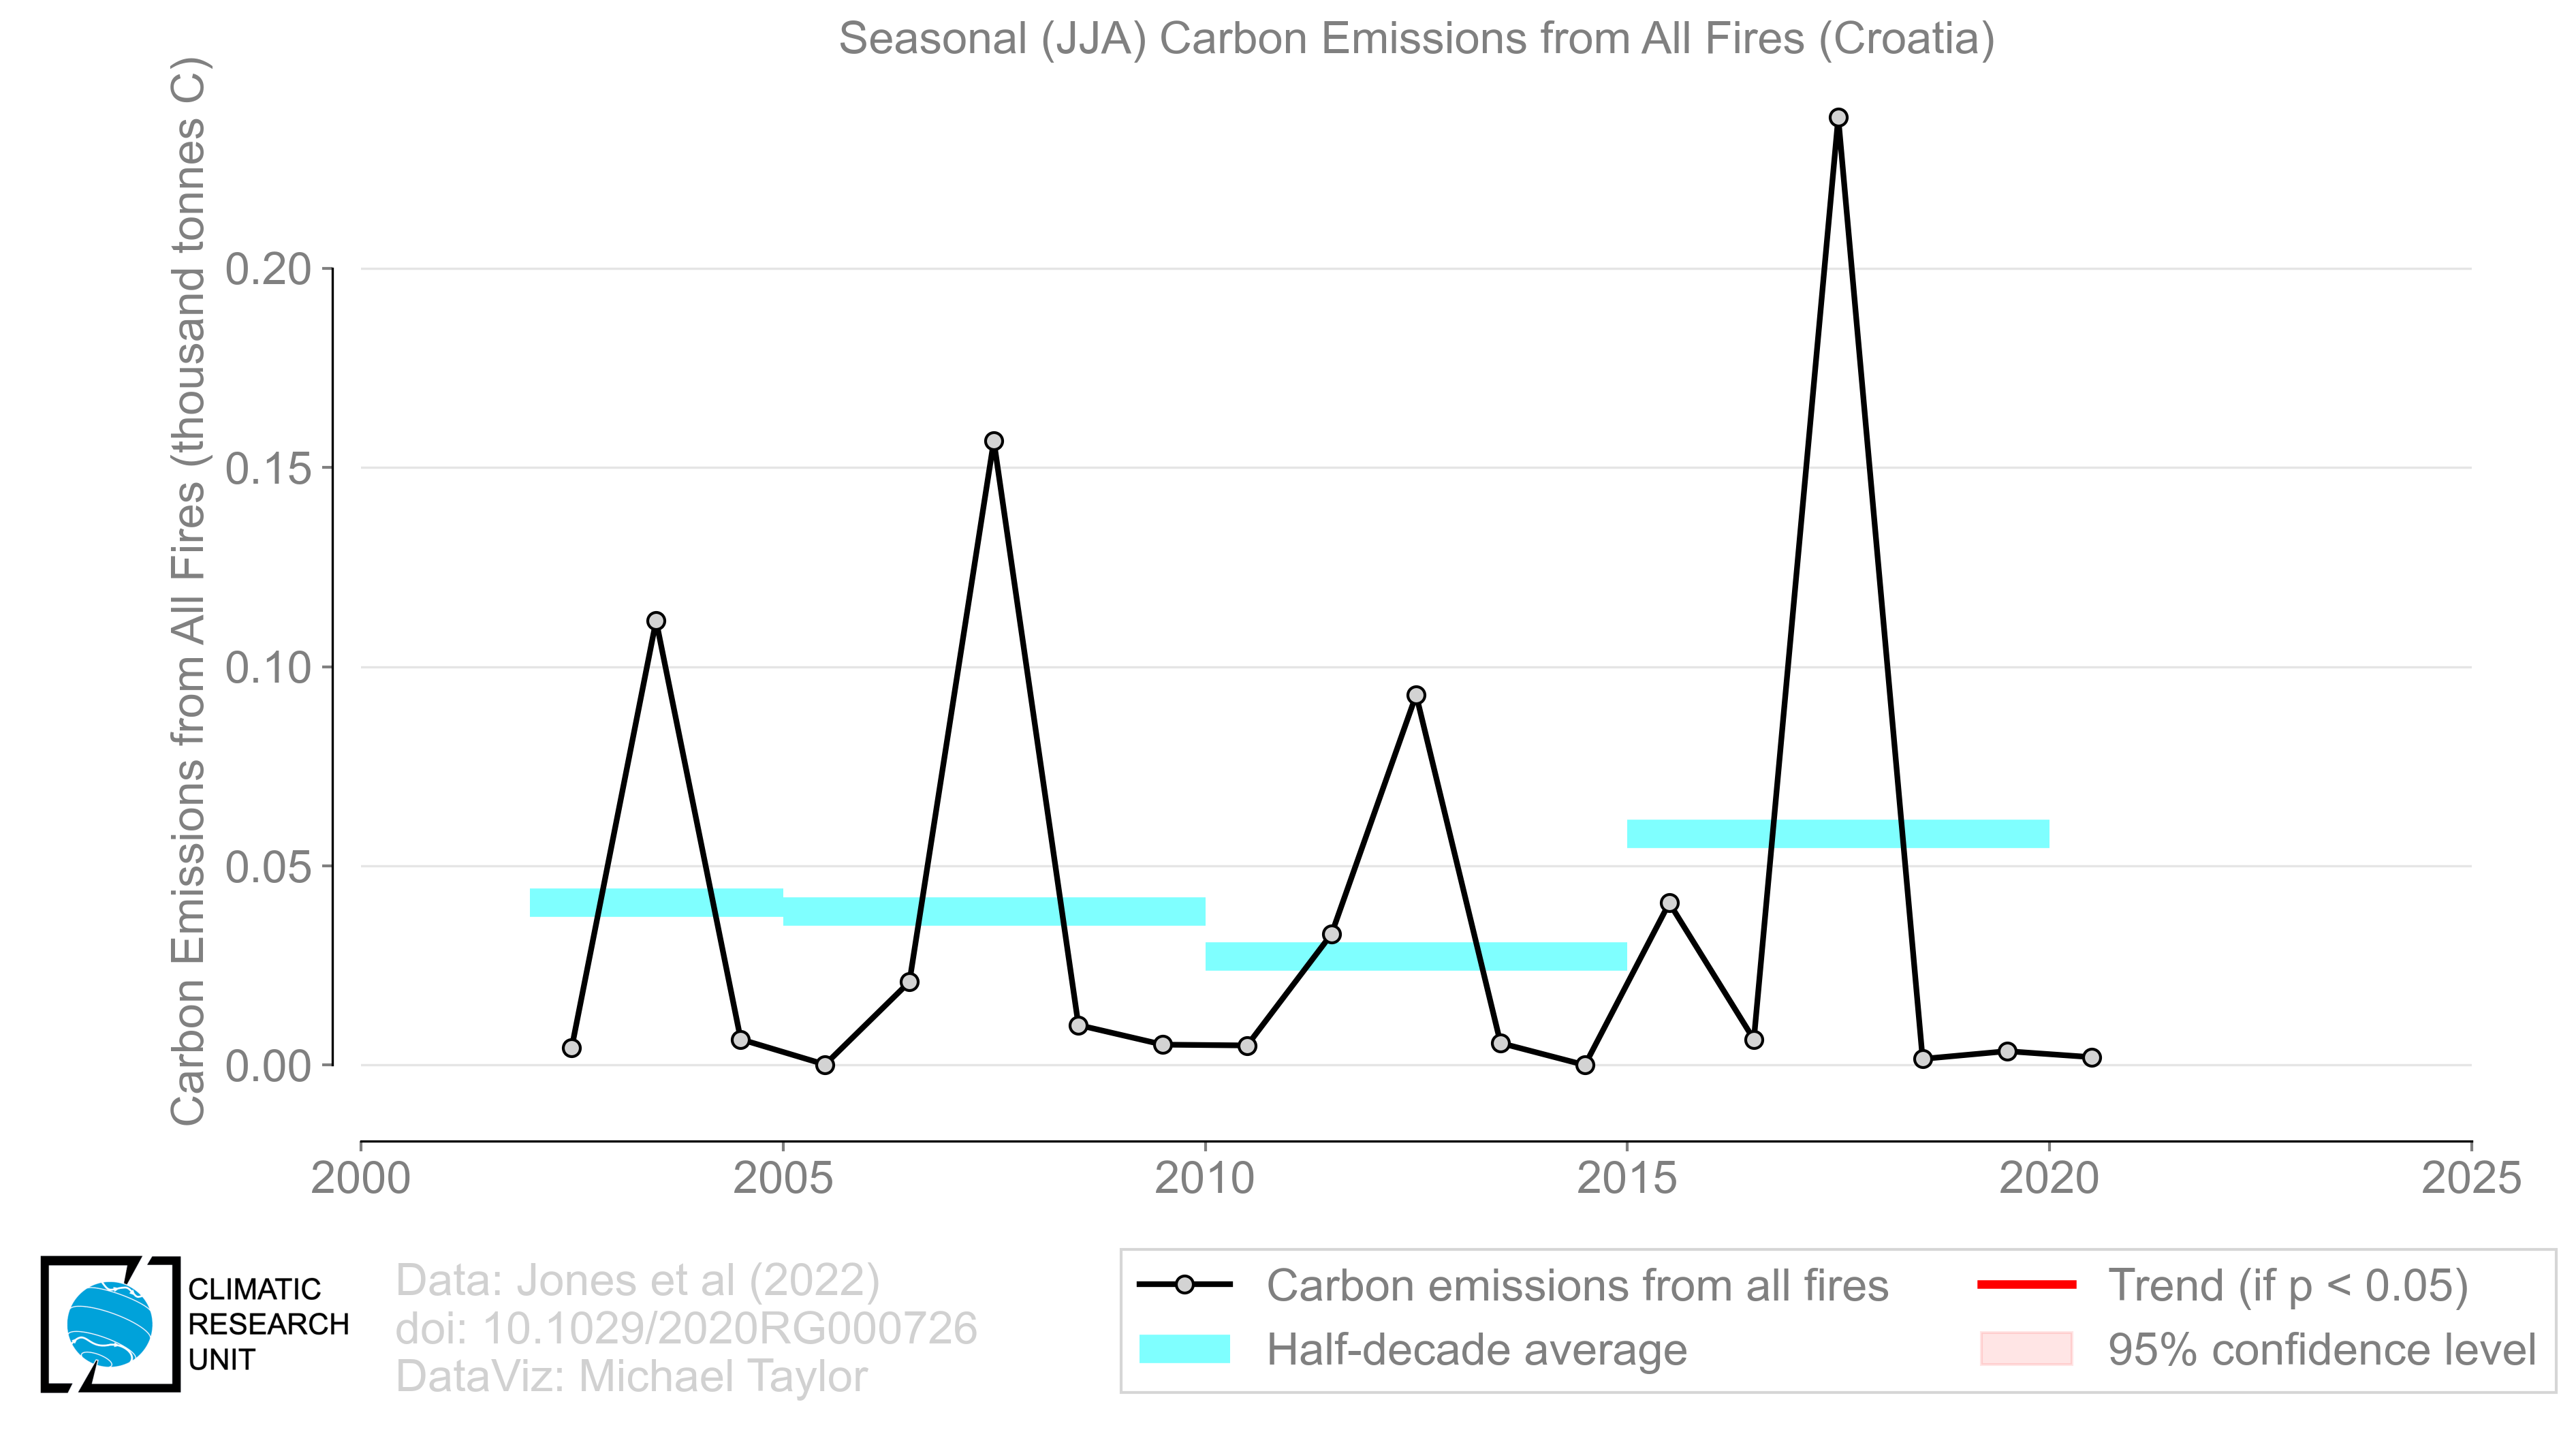 Seasonal (JJA) Carbon Emissions from All Fires (Croatia)
Carbon Emissions from All Fires (thousand tonnes C)
0.20
0.15
0.10
0.05
0.00
2000 2005 2010 2015 2020 2025
CLIMATIC
RESEARCH
UNIT
Data: Jones et al (2022)
doi: 10.1029/2020RG000726
DataViz: Michael Taylor
Carbon emissions from all fires
Half-decade average
Trend (if p < 0.05)
95% confidence level